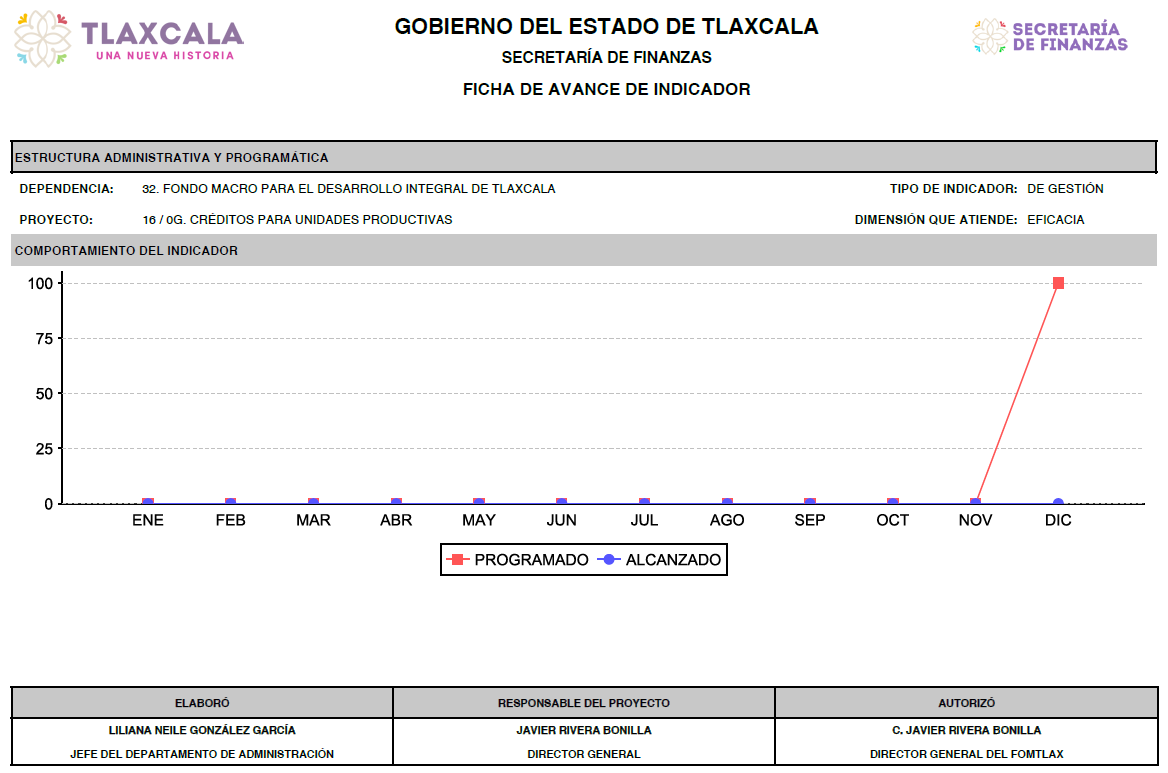 TLAXCALA
UNA NUEVA HISTORIA
GOBIERNO DEL ESTADO DE TLAXCALA
SECRETARÍA DE FINANZAS
FICHA DE AVANCE DE INDICADOR
SECRETARÍA
DE FINANZAS
ESTRUCTURA ADMINISTRATIVA Y PROGRAMÁTICA
DEPENDENCIA: 32. FONDO MACRO PARA EL DESARROLLO INTEGRAL DE TLAXCALA TIPO DE INDICADOR: DE GESTIÓN
PROYECTO: 16 / 0G. CRÉDITOS PARA UNIDADES PRODUCTIVAS DIMENSIÓN QUE ATIENDE: EFICACIA
COMPORTAMIENTO DEL INDICADOR
100
75
50
25
0
ENE FEB MAR ABR MAY JUN JUL AGO SEP OCT NOV DIC
PROGRAMADO ALCANZADO
ELABORÓ RESPONSABLE DEL PROYECTO AUTORIZÓ
LILIANA NEILE GONZÁLEZ GARCÍA JAVIER RIVERA BONILLA C. JAVIER RIVERA BONILLA
JEFE DEL DEPARTAMENTO DE ADMINISTRACIÓN DIRECTOR GENERAL DIRECTOR GENERAL DEL FOMTLAX